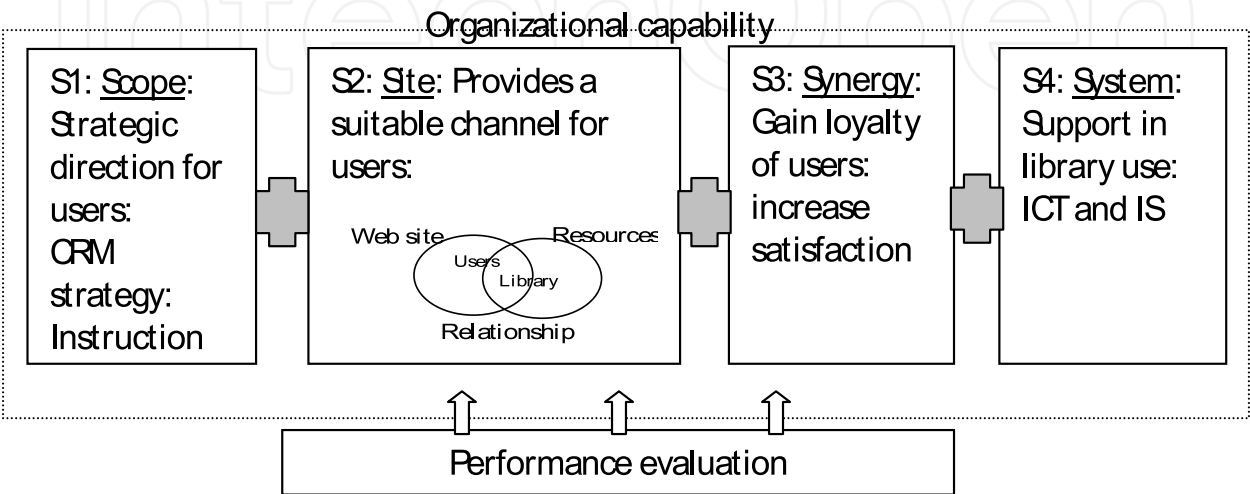 Organizational capability
S1: Scope:
Strategic
direction for
users:
CRM
strategy:
Instruction
S2: Site: Provides a
suitable channel for
users:
Web site
Resources
Users
Library
Relationship
S3: Synergy:
Gain loyalty
of users:
increase
satisfaction
S4: System:
Support in
library use:
ICT and IS
Performance evaluation